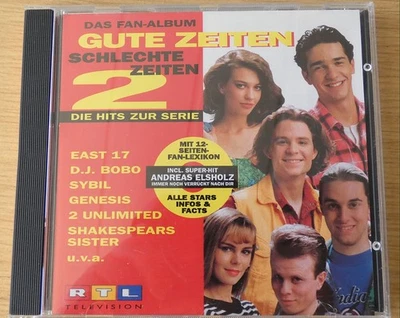 DAS FAN-ALBUM
GUTE ZEITEN
SCHLECHTE
ZEITEN
2
DIE HITS ZUR SERIE
EAST 17
D.J. BOBO
SYBIL
GENESIS
2 UNLIMITED
SHAKESPEARS
SISTER
u.v.a.
MIT 12-
SEITEN-
FAN-LEXIKON
INCL. SUPER-HIT
ANDREAS ELSHOLZ
IMMER NOCH VERRÜCKT NACH DIR
ALLE STARS
INFOS &
FACTS
RTL
TELEVISION